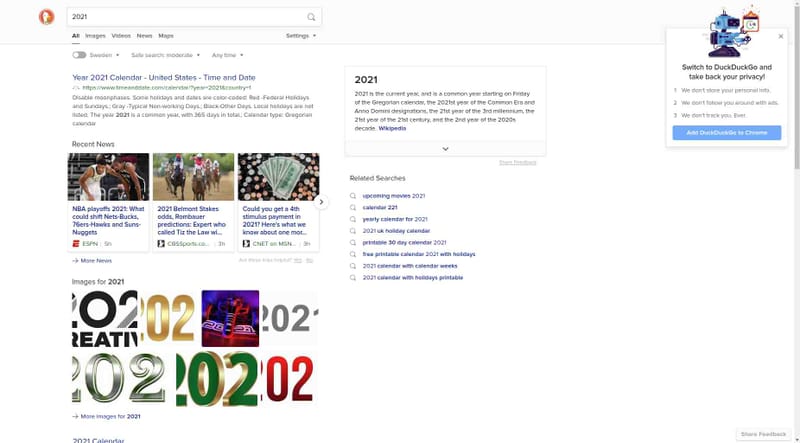 2021
All Images Videos News Maps Settings
Sweden Safe search: moderate Any time
Year 2021 Calendar - United States - Time and Date
https://www.timeanddate.com/calendar/?year=2021&country=1
Disable moonphases. Some holidays and dates are color-coded: Red -Federal Holidays
and Sundays.; Gray -Typical Non-working Days.; Black-Other Days. Local holidays are not
listed. The year 2021 is a common year, with 365 days in total.; Calendar type: Gregorian
calendar
Recent News
NBA playoffs 2021: What
could shift Nets-Bucks,
76ers-Hawks and Suns-
Nuggets
ESPN 5h
2021 Belmont Stakes
odds, Rombauer
predictions: Expert who
called Tiz the Law wi...
CBSSports.co... 3h
Could you get a 4th
stimulus payment in
2021? Here's what we
know about one mor...
CNET on MSN... 3h
More News
Are these links helpful? Yes No
Images for 2021
202
CREATIV
202
2021
202
2021
202
202
More Images for 2021
2021 Calendar
2021
2021 is the current year, and is a common year starting on Friday
of the Gregorian calendar, the 2021st year of the Common Era and
Anno Domini designations, the 21st year of the 3rd millennium, the
21st year of the 21st century, and the 2nd year of the 2020s
decade. Wikipedia
Share Feedback
Related Searches
upcoming movies 2021
calendar 221
yearly calendar for 2021
2021 uk holiday calendar
printable 30 day calendar 2021
free printable calendar 2021 with holidays
2021 calendar with calendar weeks
2021 calendar with holidays printable
Switch to DuckDuckGo and
take back your privacy!
1 We don't store your personal info.
2 We don't follow you around with ads.
3 We don't track you. Ever.
Add DuckDuckGo to Chrome
Share Feedback